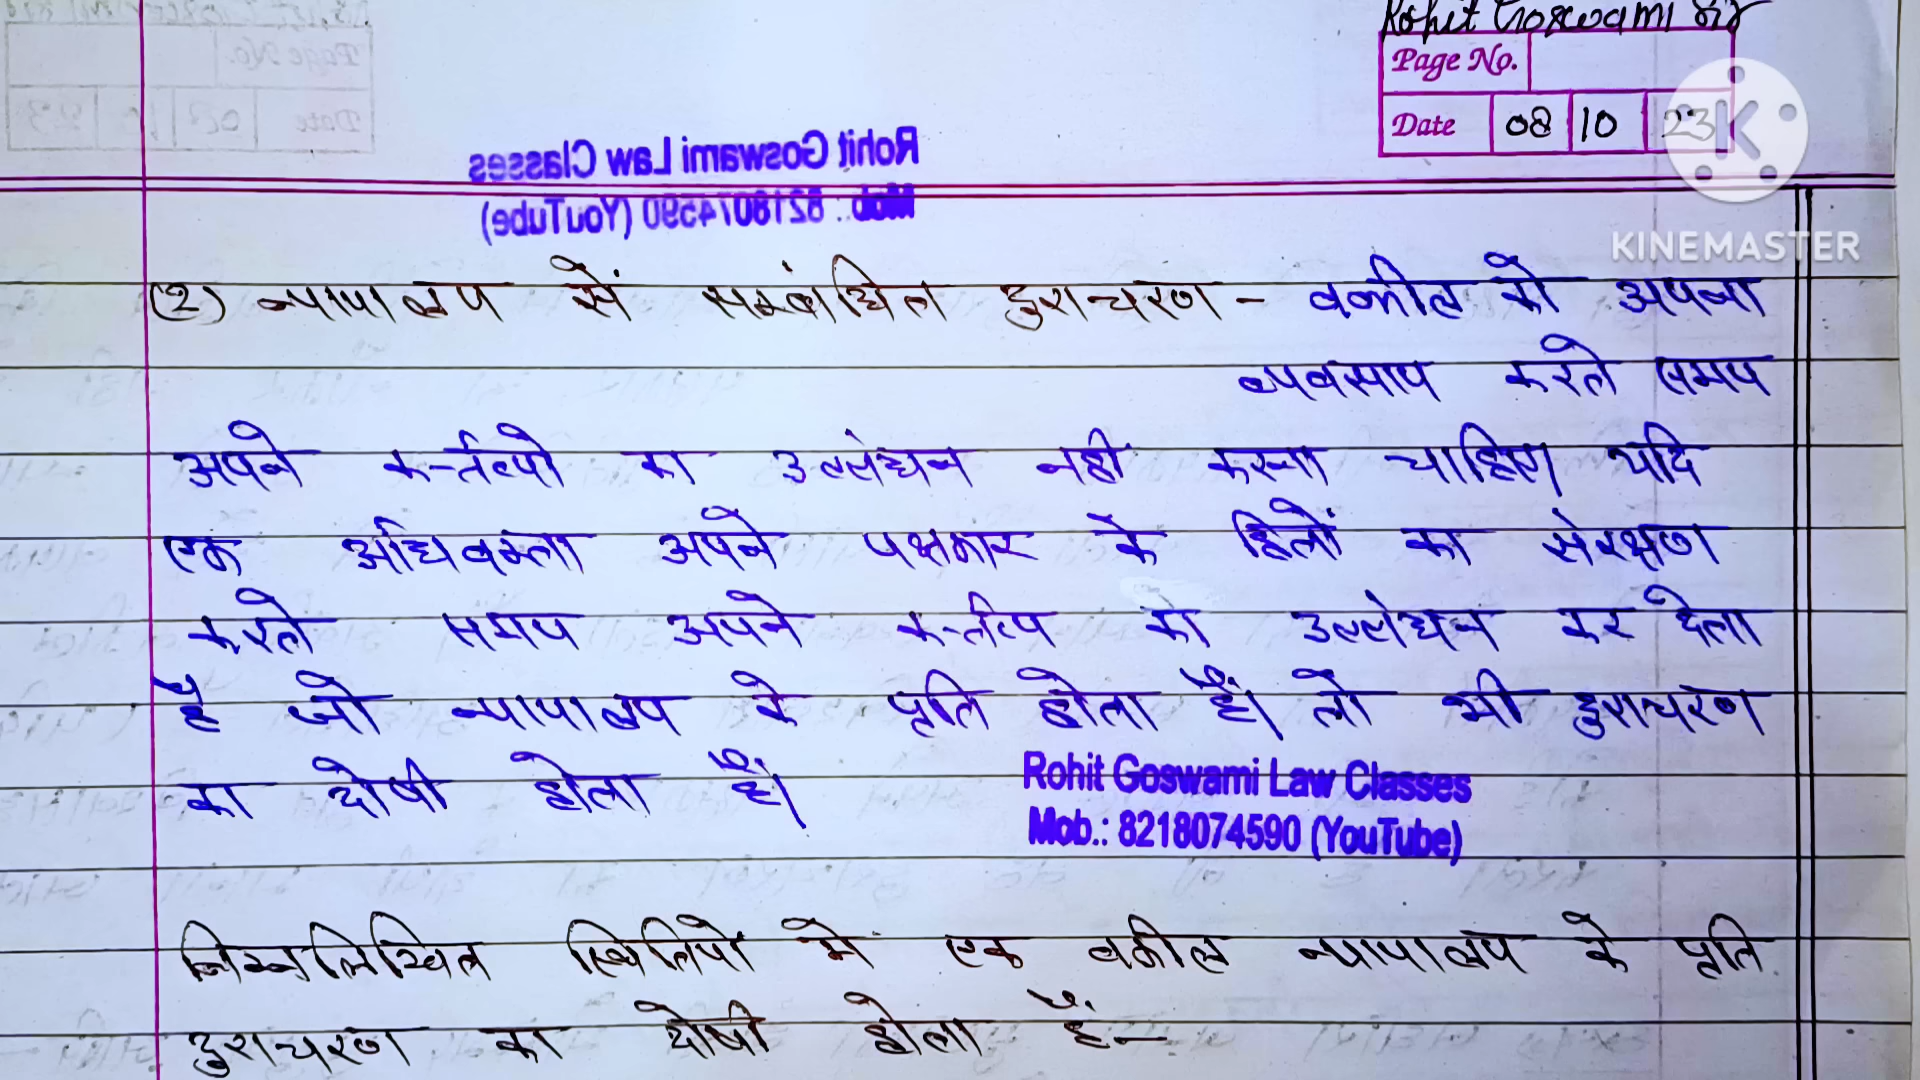 Rohit Goswami Sir
Page No.
Date 08 10 23
KINEMASTER
Rohit Goswami Law Classes
Mob.: 8218074590 (YouTube)
(2) न्यायालय से संबंधित दुराचरण - वकील को अपना
व्यवसाय करते समय
अपने कर्तव्यो का उल्लंघन नही करना चाहिए। यदि
एक अधिवक्ता अपने पक्षकार के हितों का संरक्षण
करते समय अपने कर्तव्य का उल्लंघन कर देता
है जो न्यायालय के प्रति होता है। तो भी दुराचरण
का दोषी होता है।
Rohit Goswami Law Classes
Mob.: 8218074590 (YouTube)
निम्नलिखित स्थितियो मे एक वकील न्यायालय के प्रति
दुराचरण का दोषी होता है-